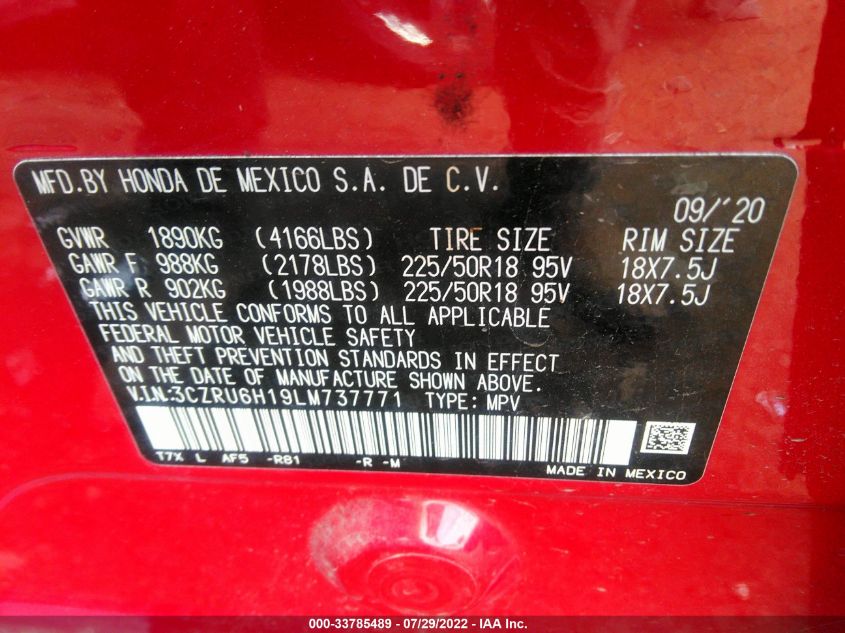 MFD.BY HONDA DE MEXICO S.A. DE C.V.
09/'20
GVWR 1890KG (4166LBS) TIRE SIZE RIM SIZE
GAWR F 988KG (2178LBS) 225/50R18 95V 18X7.5J
GAWR R 902KG (1988LBS) 225/50R18 95V 18X7.5J
THIS VEHICLE CONFORMS TO ALL APPLICABLE
FEDERAL MOTOR VEHICLE SAFETY
AND THEFT PREVENTION STANDARDS IN EFFECT
ON THE DATE OF MANUFACTURE SHOWN ABOVE.
V.I.N:3CZRU6H19LM737771 TYPE: MPV
T7X L AF5 -R81 -R -M
MADE IN MEXICO
000-33785489 - 07/29/2022 - IAA Inc.